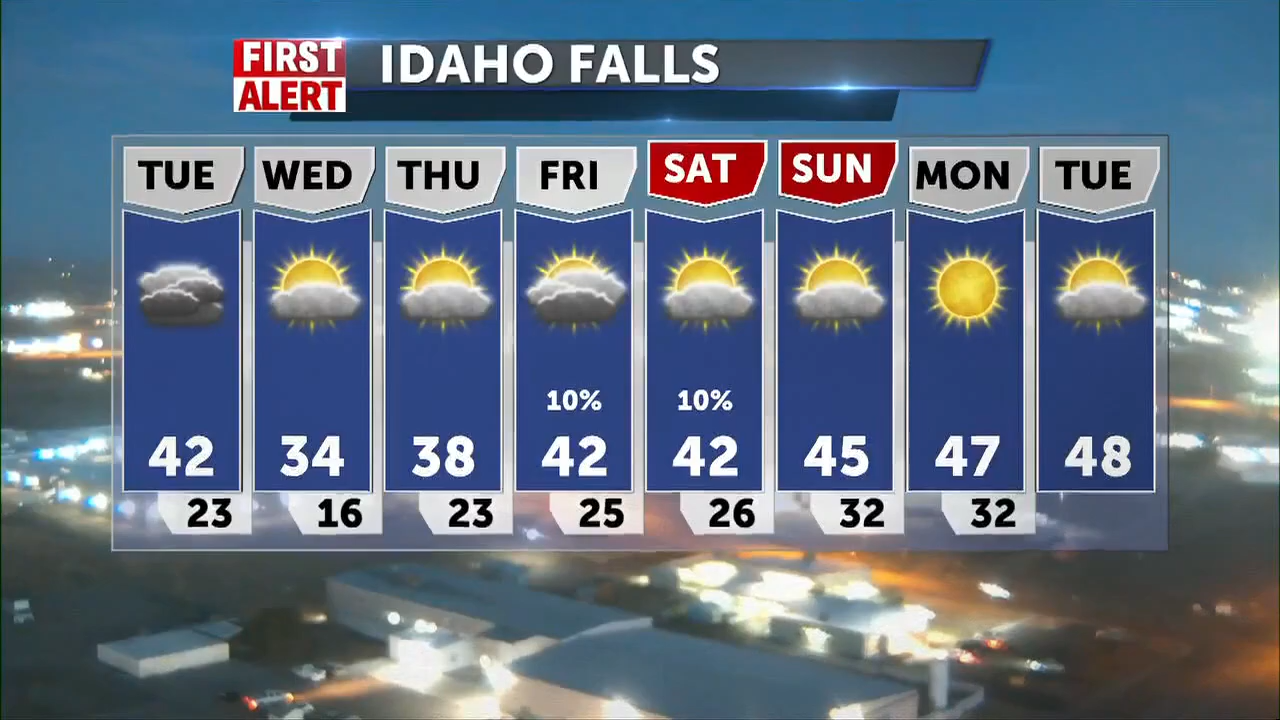 FIRST
ALERT
IDAHO FALLS
TUE WED THU FRI SAT SUN MON TUE
10% 10%
42 34 38 42 42 45 47 48
23 16 23 25 26 32 32